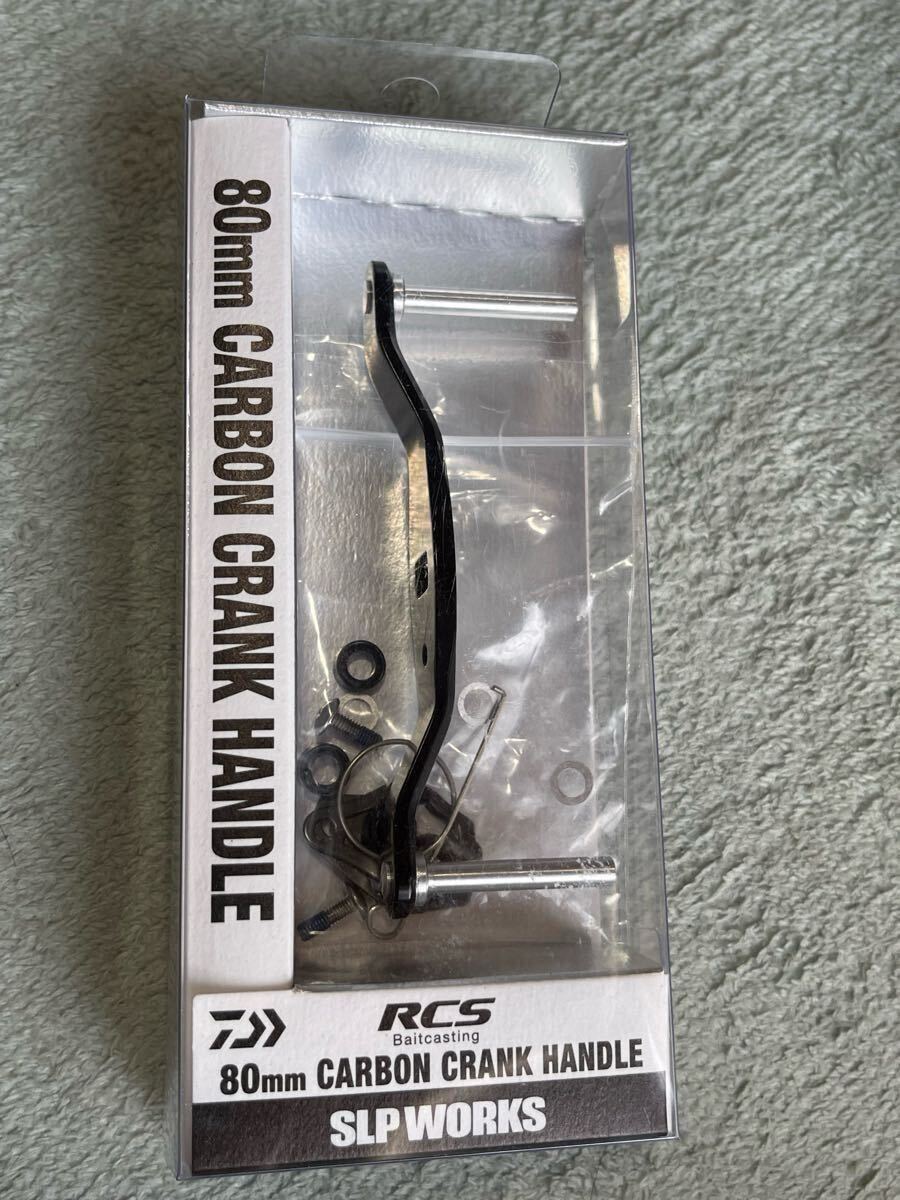 80mm CARBON CRANK HANDLE
RCS
Baitcasting
80mm CARBON CRANK HANDLE
SLP WORKS